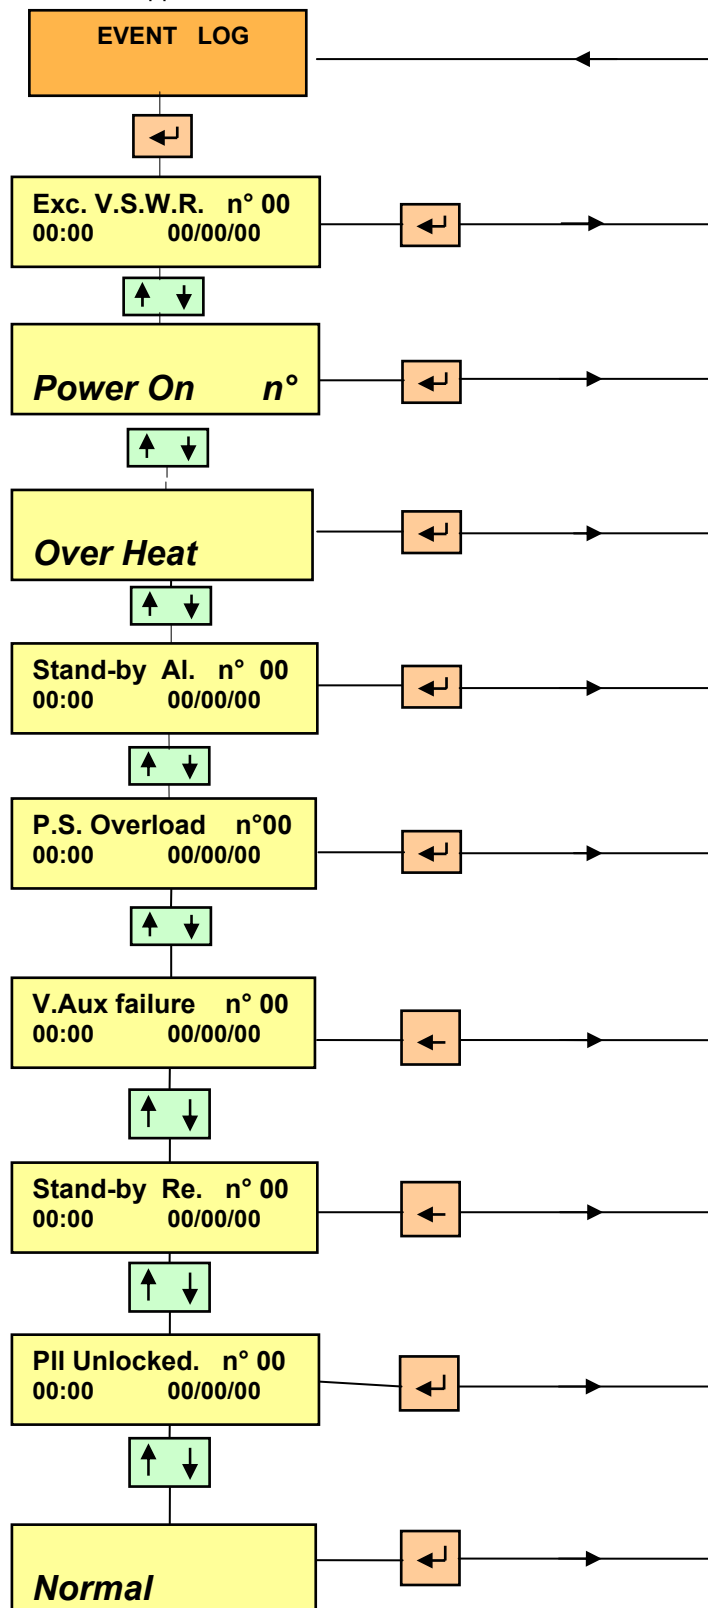 EVENT LOG
Exc. V.S.W.R. n° 00
00:00 00/00/00
Power On n°
Over Heat
Stand-by Al. n° 00
00:00 00/00/00
P.S. Overload n°00
00:00 00/00/00
V.Aux failure n° 00
00:00 00/00/00
Stand-by Re. n° 00
00:00 00/00/00
Pll Unlocked. n° 00
00:00 00/00/00
Normal